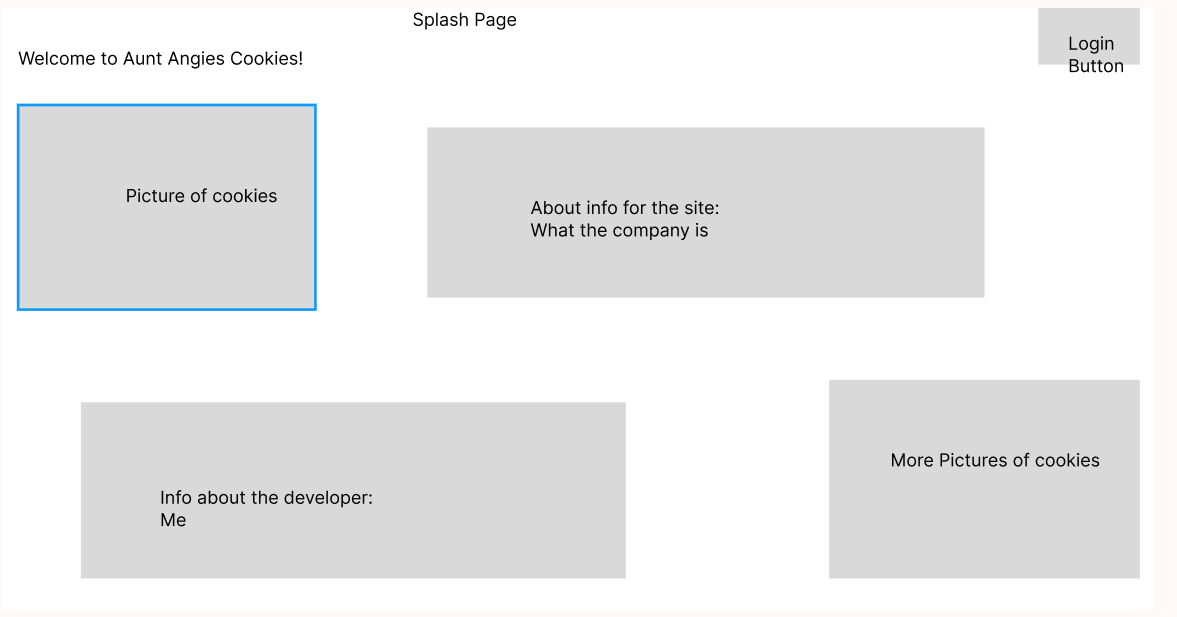 Splash Page
Login
Button
Welcome to Aunt Angies Cookies!
Picture of cookies
About info for the site:
What the company is
More Pictures of cookies
Info about the developer:
Me